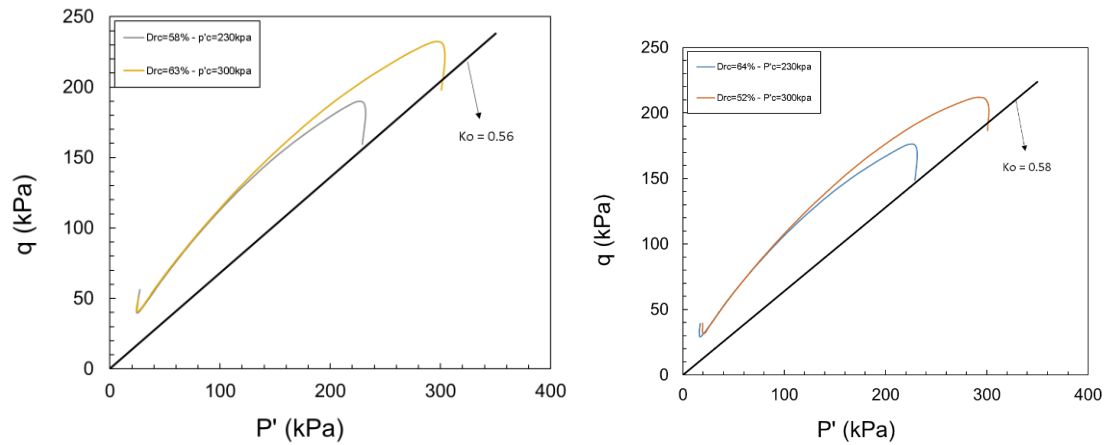 250
200
150
100
50
0
q (kPa)
Drc=58% - p'c=230kpa
Drc=63% - p'c=300kpa
Ko = 0.56
0
100
200
300
400
P' (kPa)
250
200
150
100
50
0
q (kPa)
Drc=64% - P'c=230kpa
Drc=52% - P'c=300kpa
Ko = 0.58
0
100
200
300
400
P' (kPa)